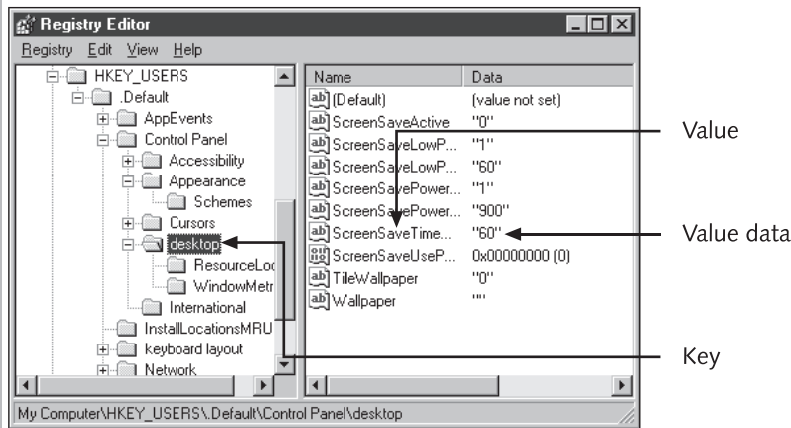 Registry Editor
Registry Edit View Help
HKEY_USERS
.Default
AppEvents
Control Panel
Accessibility
Appearance
Schemes
Cursors
desktop
ResourceLoc
WindowMetr
International
InstallLocationsMRU
keyboard layout
Network
Name Data
(Default) (value not set)
ScreenSaveActive "0"
ScreenSaveLowP... "1"
ScreenSaveLowP... "60"
ScreenSavePower... "1"
ScreenSavePower... "900"
ScreenSaveTime... "60"
ScreenSaveUseP... 0x00000000 (0)
TileWallpaper "0"
Wallpaper ""
My Computer\HKEY_USERS\.Default\Control Panel\desktop
Value
Value data
Key